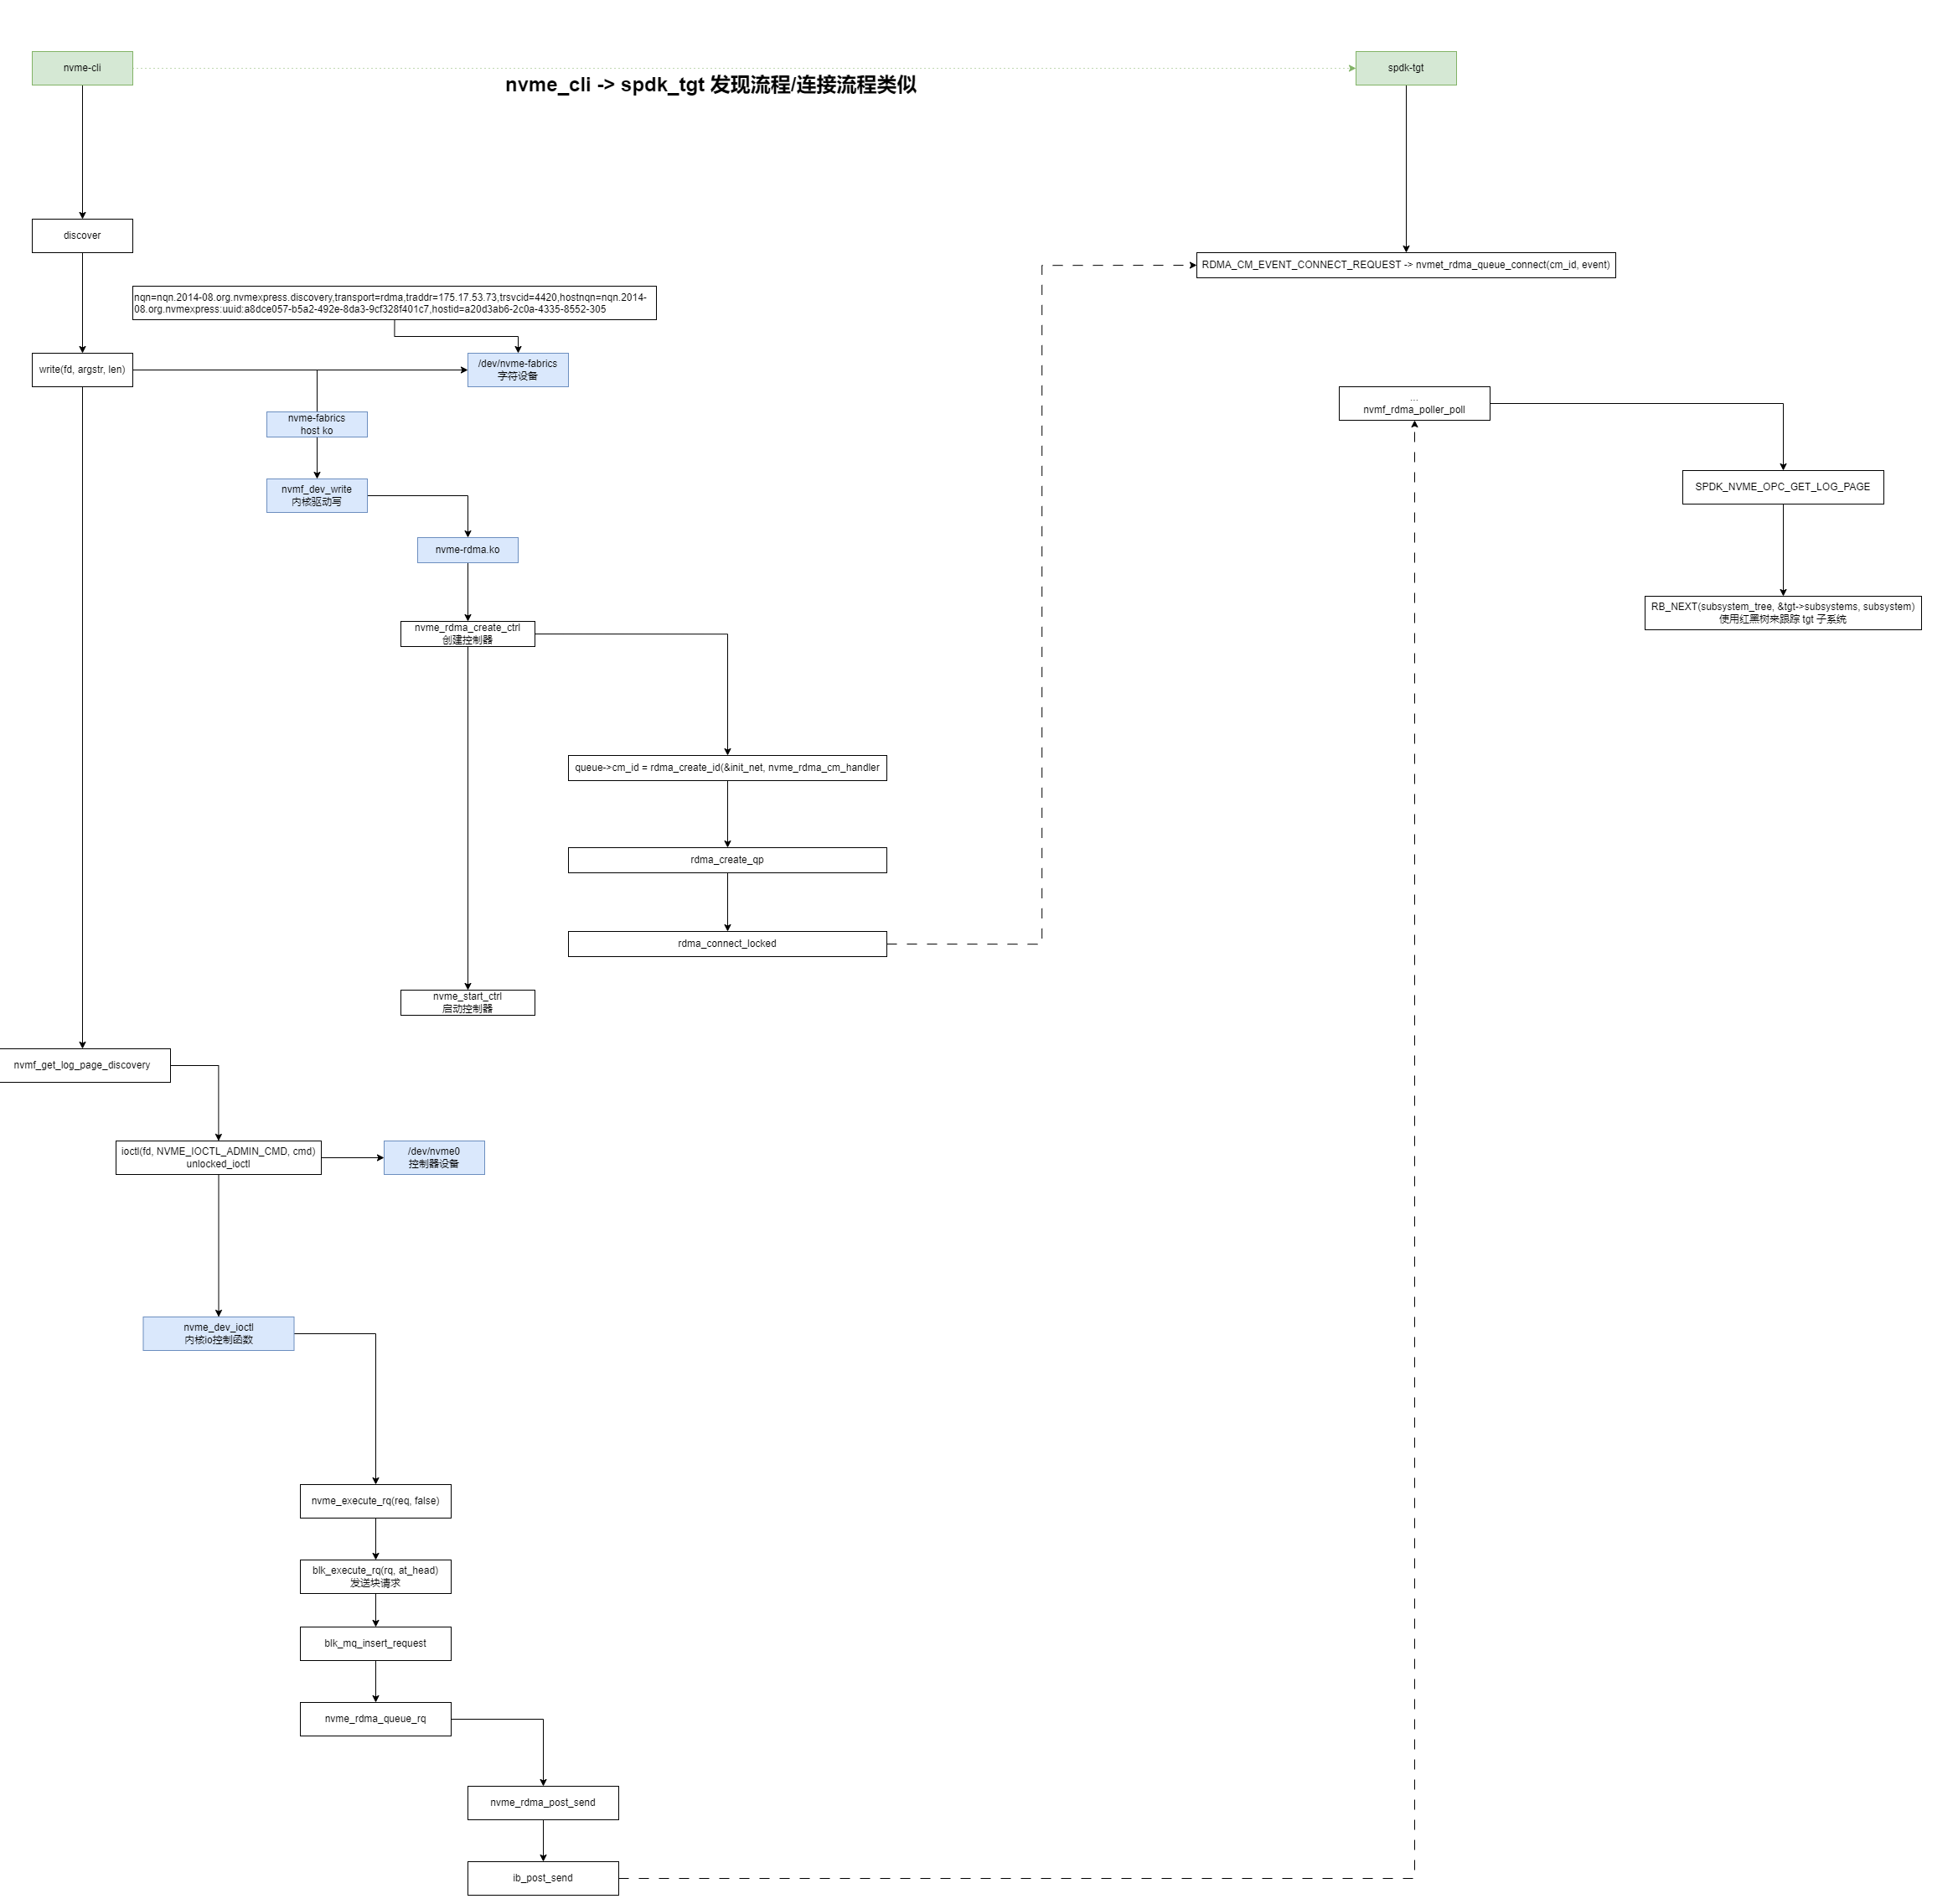 nvme-cli
spdk-tgt
nvme_cli -> spdk_tgt 发现流程/连接流程类似
discover
RDMA_CM_EVENT_CONNECT_REQUEST -> nvmet_rdma_queue_connect(cm_id, event)
nqn=nqn.2014-08.org.nvmexpress.discovery,transport=rdma,traddr=175.17.53.73,trsvcid=4420,hostnqn=nqn.2014-
08.org.nvmexpress:uuid:a8dce057-b5a2-492e-8da3-9cf328f401c7,hostid=a20d3ab6-2c0a-4335-8552-305
write(fd, argstr, len)
/dev/nvme-fabrics
字符设备
...
nvmf_rdma_poller_poll
nvme-fabrics
host ko
nvmf_dev_write
内核驱动写
SPDK_NVME_OPC_GET_LOG_PAGE
nvme-rdma.ko
RB_NEXT(subsystem_tree, &tgt->subsystems, subsystem)
使用红黑树来跟踪 tgt 子系统
nvme_rdma_create_ctrl
创建控制器
queue->cm_id = rdma_create_id(&init_net, nvme_rdma_cm_handler
rdma_create_qp
rdma_connect_locked
nvme_start_ctrl
启动控制器
nvmf_get_log_page_discovery
ioctl(fd, NVME_IOCTL_ADMIN_CMD, cmd)
unlocked_ioctl
/dev/nvme0
控制器设备
nvme_dev_ioctl
内核io控制函数
nvme_execute_rq(req, false)
blk_execute_rq(rq, at_head)
发送块请求
blk_mq_insert_request
nvme_rdma_queue_rq
nvme_rdma_post_send
ib_post_send